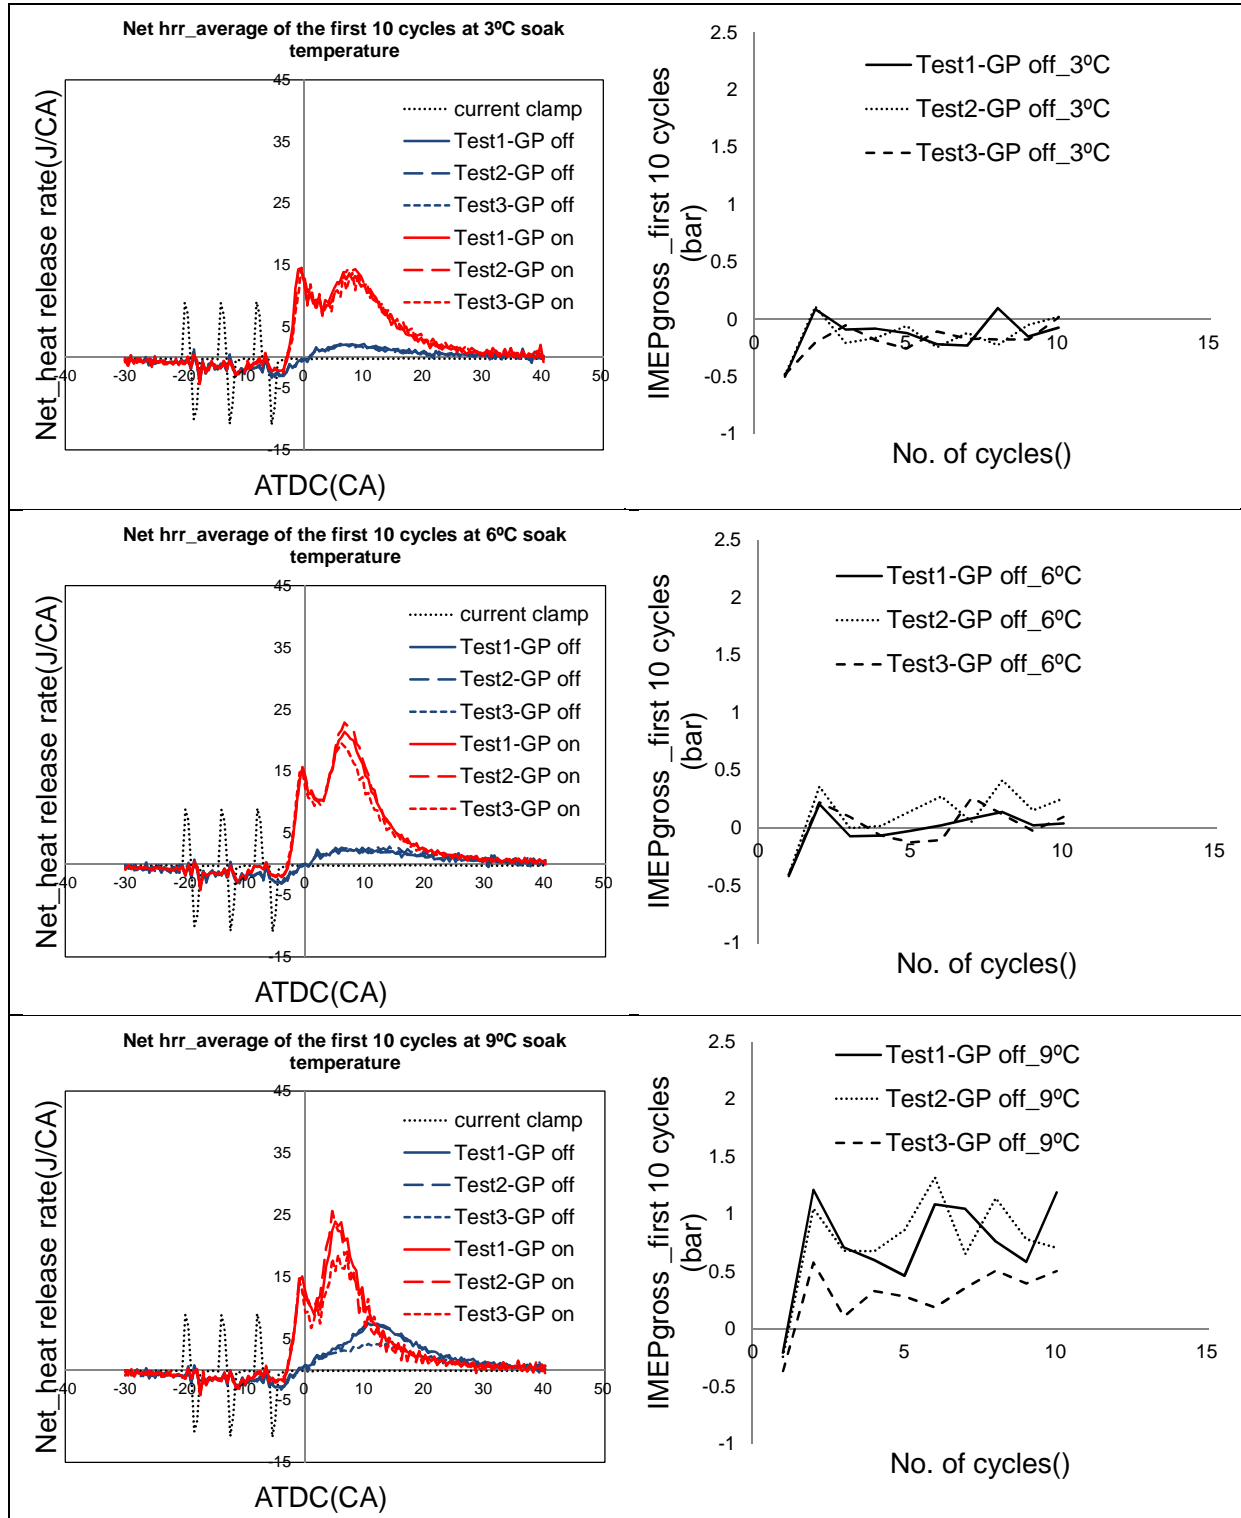 Net hrr_average of the first 10 cycles at 3ºC soak
temperature
Net_heat release rate(J/CA)
45
35
25
15
5
-5
-15
-40
-30
-20
-10
0
10
20
30
40
50
current clamp
Test1-GP off
Test2-GP off
Test3-GP off
Test1-GP on
Test2-GP on
Test3-GP on
ATDC(CA)
IMEPgross _first 10 cycles
(bar)
2.5
2
1.5
1
0.5
0
-0.5
-1
0
5
10
15
Test1-GP off_3ºC
Test2-GP off_3ºC
Test3-GP off_3ºC
No. of cycles()
Net hrr_average of the first 10 cycles at 6ºC soak
temperature
Net_heat release rate(J/CA)
45
35
25
15
5
-5
-15
-40
-30
-20
-10
0
10
20
30
40
50
current clamp
Test1-GP off
Test2-GP off
Test3-GP off
Test1-GP on
Test2-GP on
Test3-GP on
ATDC(CA)
IMEPgross _first 10 cycles
(bar)
2.5
2
1.5
1
0.5
0
-0.5
-1
0
5
10
15
Test1-GP off_6ºC
Test2-GP off_6ºC
Test3-GP off_6ºC
No. of cycles()
Net hrr_average of the first 10 cycles at 9ºC soak
temperature
Net_heat release rate(J/CA)
45
35
25
15
5
-5
-15
-40
-30
-20
-10
0
10
20
30
40
50
current clamp
Test1-GP off
Test2-GP off
Test3-GP off
Test1-GP on
Test2-GP on
Test3-GP on
ATDC(CA)
IMEPgross _first 10 cycles
(bar)
2.5
2
1.5
1
0.5
0
-0.5
-1
0
5
10
15
Test1-GP off_9ºC
Test2-GP off_9ºC
Test3-GP off_9ºC
No. of cycles()